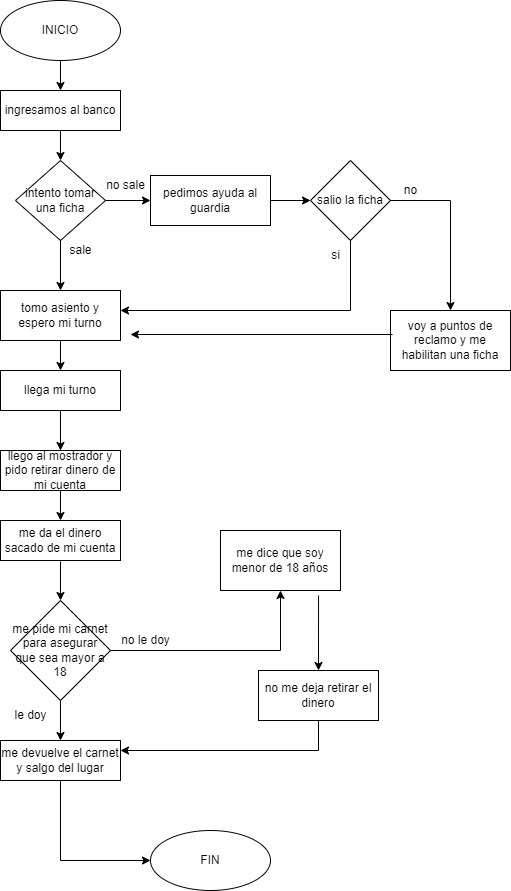 INICIO
ingresamos al banco
intento tomar
una ficha
no sale
pedimos ayuda al
guardia
salio la ficha
no
sale
si
tomo asiento y
espero mi turno
voy a puntos de
reclamo y me
habilitan una ficha
llega mi turno
llego al mostrador y
pido retirar dinero de
mi cuenta
me da el dinero
sacado de mi cuenta
me dice que soy
menor de 18 años
me pide mi carnet
para asegurar
que sea mayor a
18
no le doy
no me deja retirar el
dinero
le doy
me devuelve el carnet
y salgo del lugar
FIN